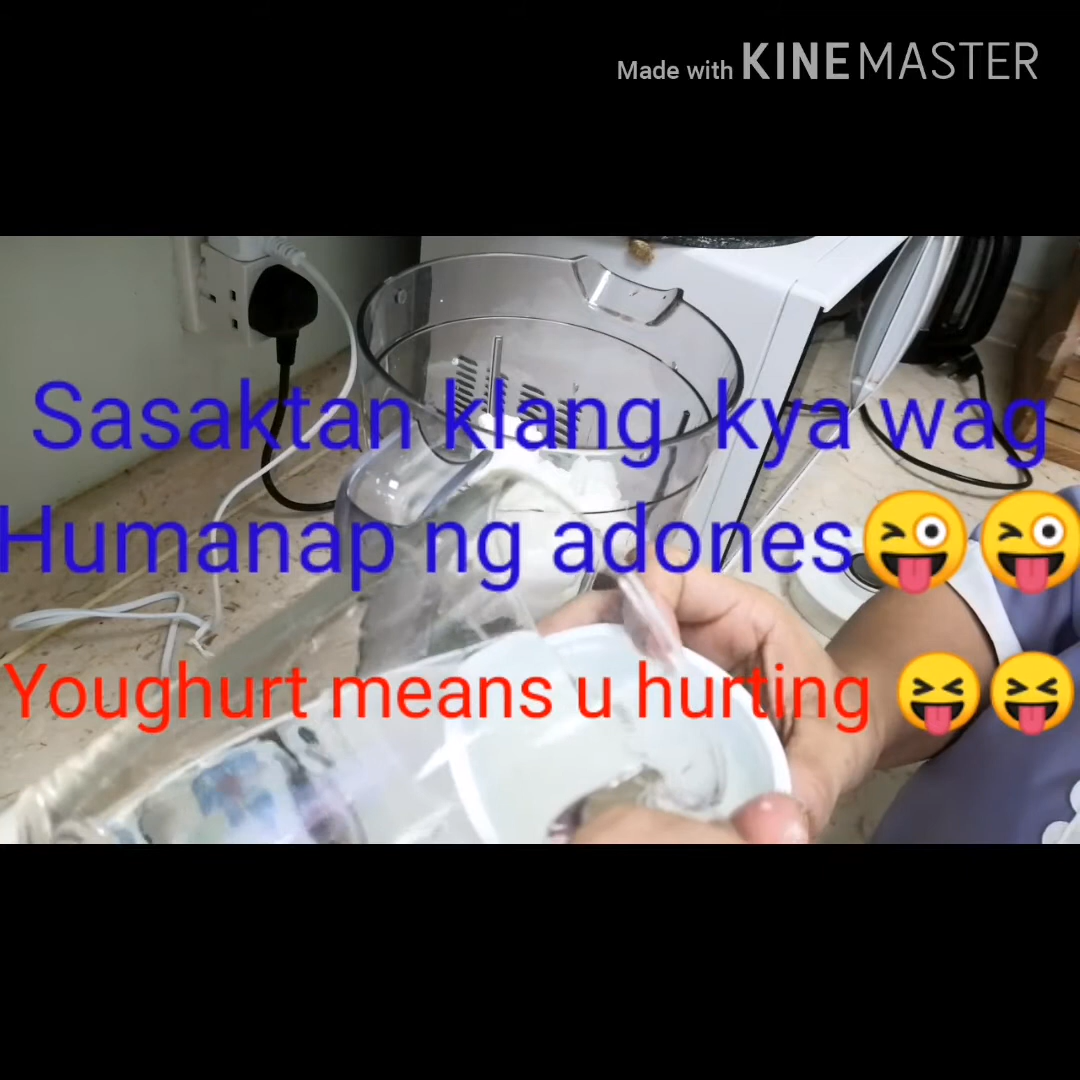 Made with KINEMASTER
Sasaktan klang kya wag
Humanap ng adones😜😜
Youghurt means u hurting 😝😝